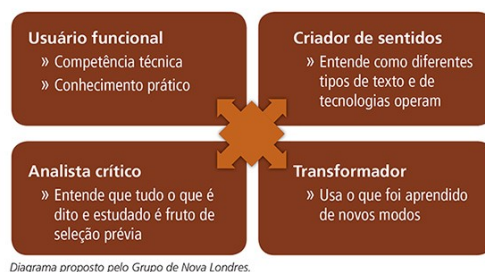 Usuário funcional
» Competência técnica
» Conhecimento prático
Criador de sentidos
» Entende como diferentes
tipos de texto e de
tecnologias operam
Analista crítico
» Entende que tudo o que é
dito e estudado é fruto de
seleção prévia
Transformador
» Usa o que foi aprendido
de novos modos
Diagrama proposto pelo Grupo de Nova Londres.